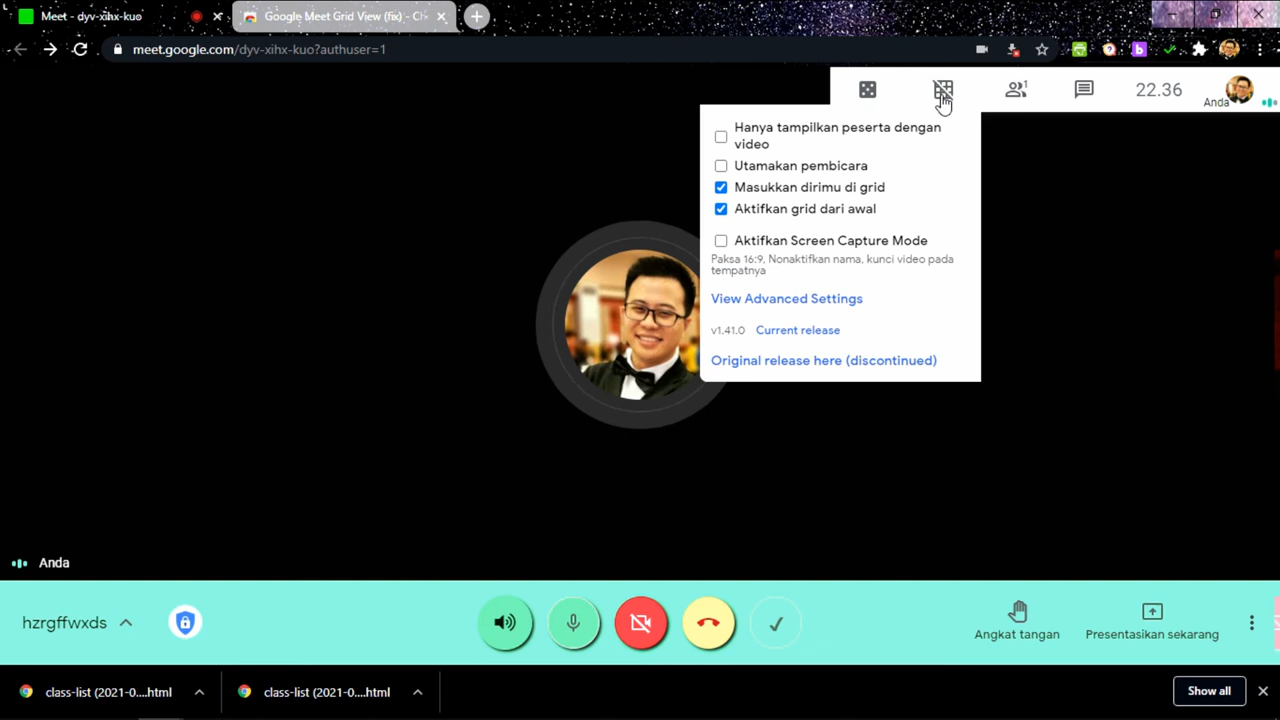 Meet - dyv-xihx-kuo
Google Meet Grid View (fix) - Ch
meet.google.com/dyv-xihx-kuo?authuser=1
1
22.36
Anda
Hanya tampilkan peserta dengan
video
Utamakan pembicara
Masukkan dirimu di grid
Aktifkan grid dari awal
Aktifkan Screen Capture Mode
Paksa 16:9, Nonaktifkan nama, kunci video pada
tempatnya
View Advanced Settings
v1.41.0 Current release
Original release here (discontinued)
Anda
hzrgffwxds
Angkat tangan
Presentasikan sekarang
class-list (2021-0....html
class-list (2021-0....html
Show all